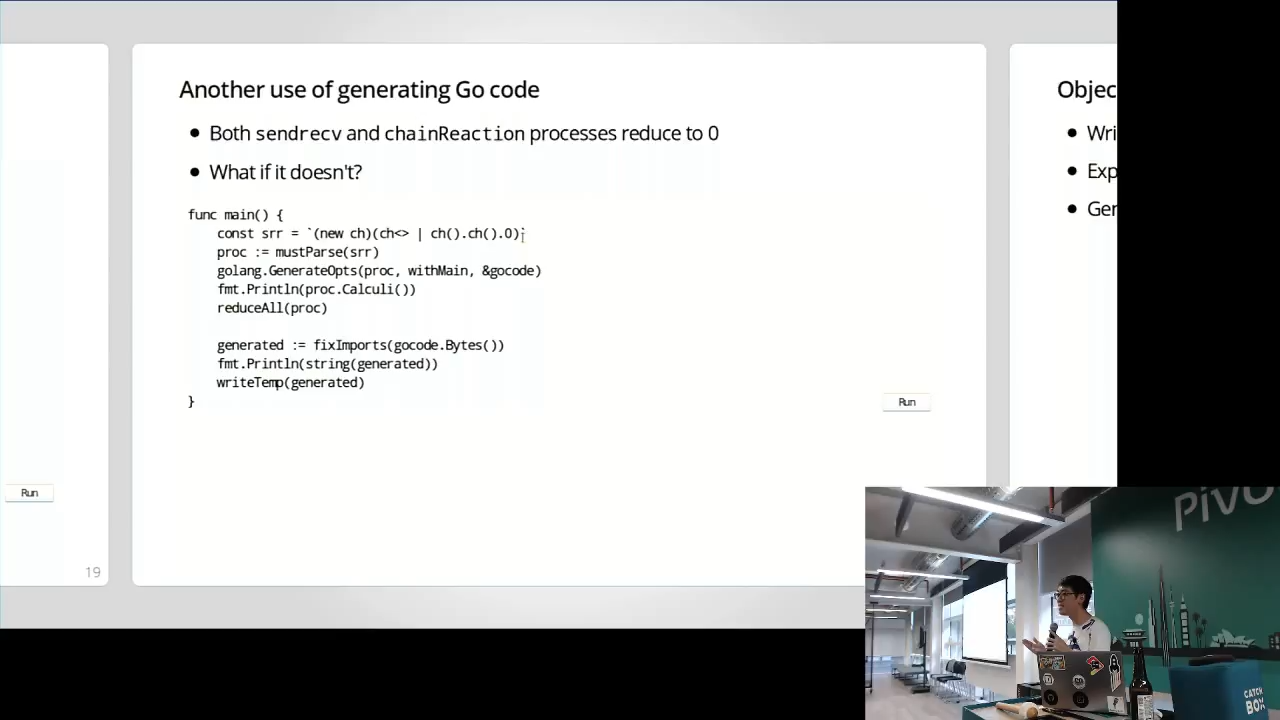 Another use of generating Go code
● Both sendrecv and chainReaction processes reduce to 0
● What if it doesn't?
func main() {
    const srr = `(new ch)(ch<> | ch().ch().0)`
    proc := mustParse(srr)
    golang.GenerateOpts(proc, withMain, &gocode)
    fmt.Println(proc.Calculi())
    reduceAll(proc)
    generated := fixImports(gocode.Bytes())
    fmt.Println(string(generated))
    writeTemp(generated)
}
Run
Run
19
Objec
● Wri
● Exp
● Ger
PiVO
CATCH
BOX